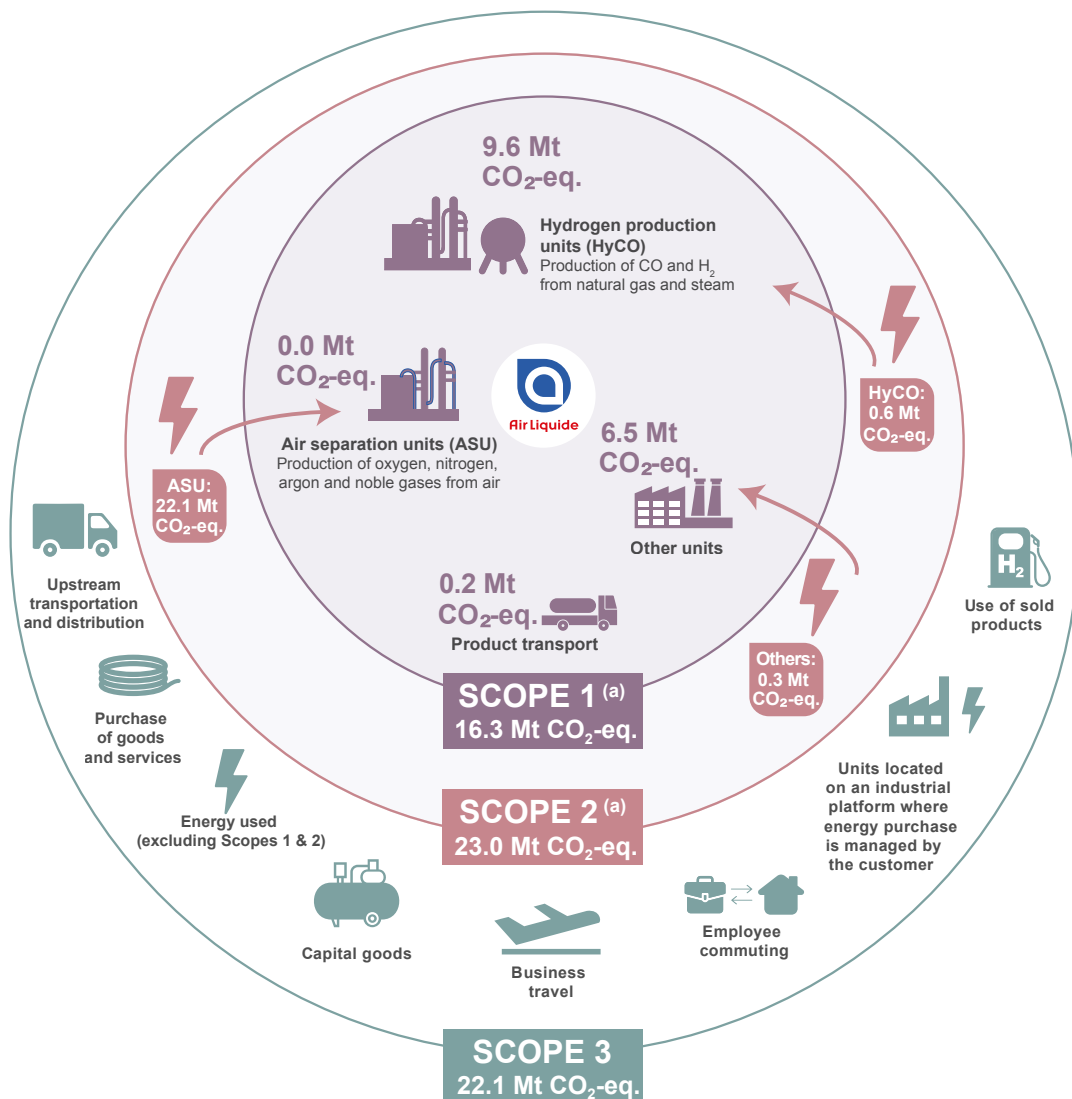 9.6 Mt
CO₂-eq.
Hydrogen production
units (HyCO)
Production of CO and H₂
from natural gas and steam
0.0 Mt
CO₂-eq.
Air separation units (ASU)
Production of oxygen, nitrogen,
argon and noble gases from air
Air Liquide
6.5 Mt
CO₂-eq.
Other units
0.2 Mt
CO₂-eq.
Product transport
SCOPE 1 (a)
16.3 Mt CO₂-eq.
ASU:
22.1 Mt
CO₂-eq.
HyCO:
0.6 Mt
CO₂-eq.
Others:
0.3 Mt
CO₂-eq.
SCOPE 2 (a)
23.0 Mt CO₂-eq.
Upstream
transportation
and distribution
Purchase
of goods
and services
Energy used
(excluding Scopes 1 & 2)
Capital goods
Business
travel
Employee
commuting
Units located
on an industrial
platform where
energy purchase
is managed by
the customer
H₂
Use of sold
products
SCOPE 3
22.1 Mt CO₂-eq.